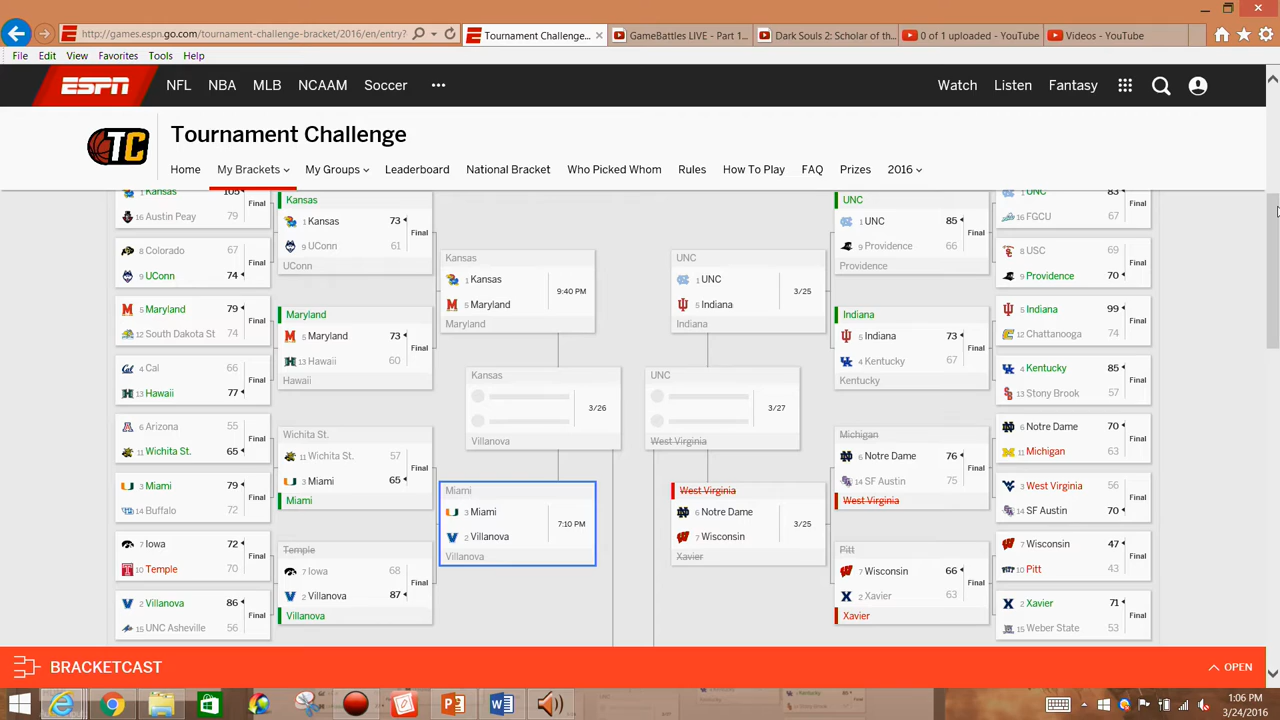 http://games.espn.go.com/tournament-challenge-bracket/2016/en/entry?
Tournament Challenge...
GameBattles LIVE - Part 1...
Dark Souls 2: Scholar of th...
0 of 1 uploaded - YouTube
Videos - YouTube
File Edit View Favorites Tools Help
ESPN NFL NBA MLB NCAAM Soccer ••• Watch Listen Fantasy
TC Tournament Challenge
Home My Brackets My Groups Leaderboard National Bracket Who Picked Whom Rules How To Play FAQ Prizes 2016
1 Kansas 105
16 Austin Peay 79
Final
8 Colorado 67
9 UConn 74
Final
5 Maryland 79
12 South Dakota St 74
Final
4 Cal 66
13 Hawaii 77
Final
6 Arizona 55
11 Wichita St. 65
Final
3 Miami 79
14 Buffalo 72
Final
7 Iowa 72
10 Temple 70
Final
2 Villanova 86
15 UNC Asheville 56
Final
Kansas
1 Kansas 73
9 UConn 61
Final
UConn
Maryland
5 Maryland 73
13 Hawaii 60
Final
Hawaii
Wichita St.
11 Wichita St. 57
3 Miami 65
Final
Miami
Temple
7 Iowa 68
2 Villanova 87
Final
Villanova
Kansas
1 Kansas
5 Maryland
9:40 PM
Maryland
Kansas
3/26
Villanova
Miami
3 Miami
2 Villanova
7:10 PM
Villanova
UNC
1 UNC
5 Indiana
3/25
Indiana
UNC
3/27
West Virginia
West Virginia
6 Notre Dame
7 Wisconsin
3/25
Xavier
UNC
1 UNC 85
9 Providence 66
Final
Providence
Indiana
5 Indiana 73
4 Kentucky 67
Final
Kentucky
Michigan
6 Notre Dame 76
14 SF Austin 75
Final
West Virginia
Pitt
7 Wisconsin 66
2 Xavier 63
Final
Xavier
1 UNC 83
16 FGCU 67
Final
8 USC 69
9 Providence 70
Final
5 Indiana 99
12 Chattanooga 74
Final
4 Kentucky 85
13 Stony Brook 57
Final
6 Notre Dame 70
11 Michigan 63
Final
3 West Virginia 56
14 SF Austin 70
Final
7 Wisconsin 47
10 Pitt 43
Final
2 Xavier 71
15 Weber State 53
Final
BRACKETCAST OPEN
1:06 PM
3/24/2016